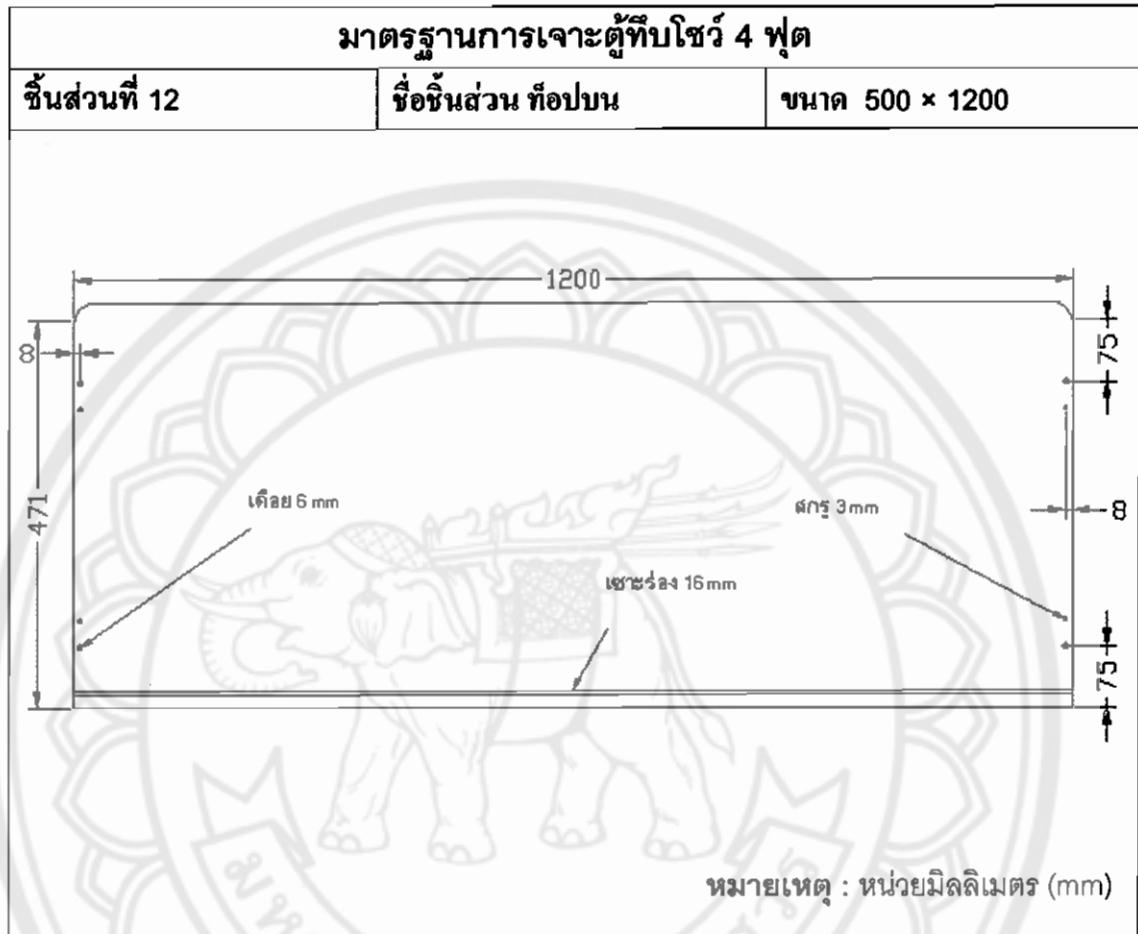 มาตรฐานการเจาะตู้ทึบโชว์ 4 ฟุต
ชิ้นส่วนที่ 12 ชื่อชิ้นส่วน ท็อปบน ขนาด 500 × 1200
1200
8
75
471
เดือย 6 mm
สกรู 3mm
8
เซาะร่อง 16mm
75
หมายเหตุ : หน่วยมิลลิเมตร (mm)